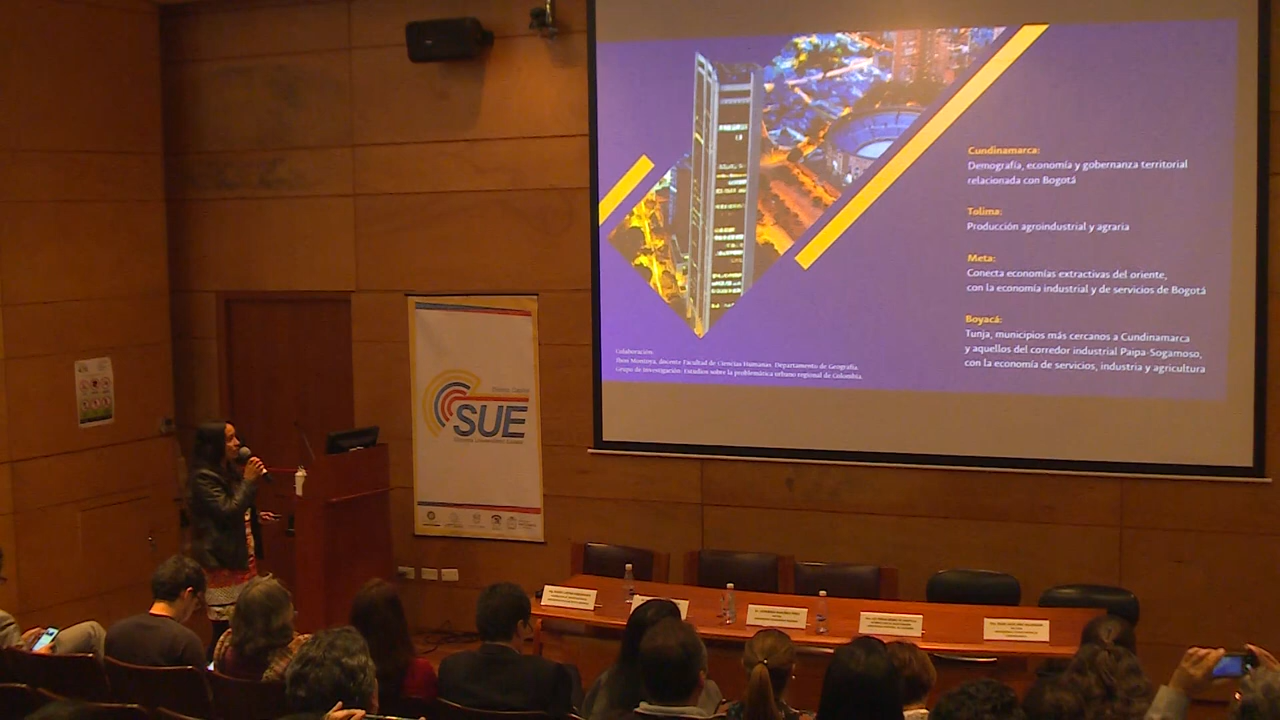 Cundinamarca:
Demografía, economía y gobernanza territorial
relacionada con Bogotá
Tolima:
Producción agroindustrial y agraria
Meta:
Conecta economías extractivas del oriente,
con la economía industrial y de servicios de Bogotá
Boyacá:
Tunja, municipios más cercanos a Cundinamarca
y aquellos del corredor industrial Paipa-Sogamoso,
con la economía de servicios, industria y agricultura
Colaboración:
Jhon Montoya, docente Facultad de Ciencias Humanas. Departamento de Geografía.
Grupo de Investigación: Estudios sobre la problemática urbano regional de Colombia.
SUE